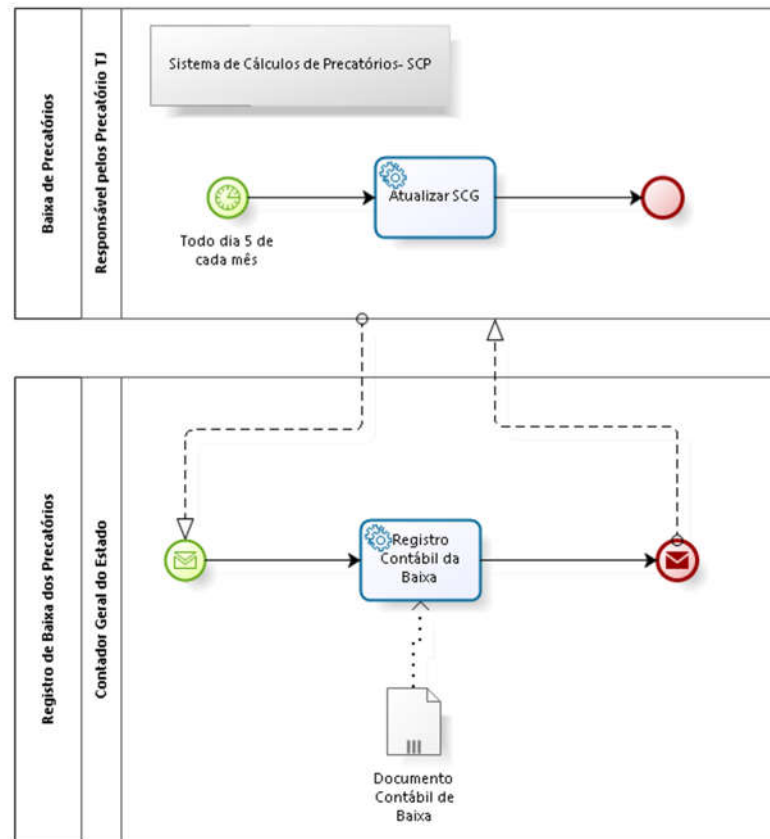 Baixa de Precatórios
Responsável pelos Precatório TJ
Sistema de Cálculos de Precatórios- SCP
Atualizar SCG
Todo dia 5 de
cada mês
Registro de Baixa dos Precatórios
Contador Geral do Estado
Registro
Contábil da
Baixa
Documento
Contábil de
Baixa